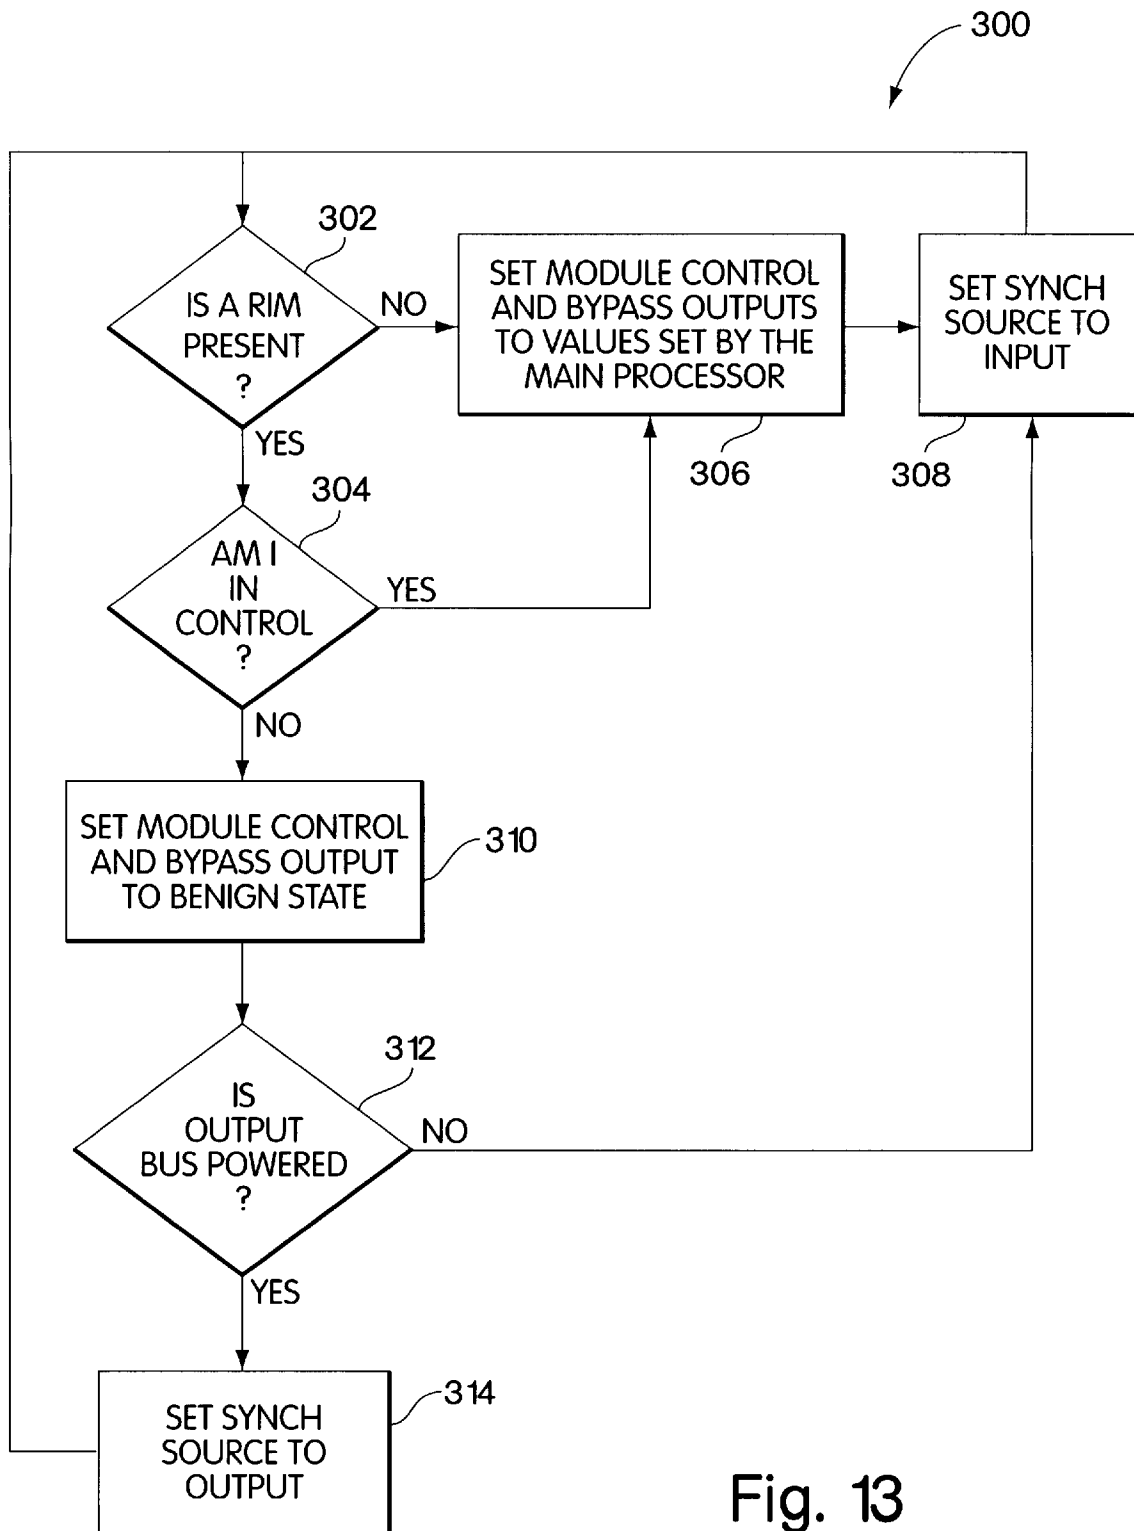 300
302
IS A RIM
PRESENT
?
NO
YES
SET MODULE CONTROL
AND BYPASS OUTPUTS
TO VALUES SET BY THE
MAIN PROCESSOR
306
SET SYNCH
SOURCE TO
INPUT
308
304
AM I
IN
CONTROL
?
YES
NO
SET MODULE CONTROL
AND BYPASS OUTPUT
TO BENIGN STATE
310
312
IS
OUTPUT
BUS POWERED
?
NO
YES
SET SYNCH
SOURCE TO
OUTPUT
314
Fig. 13